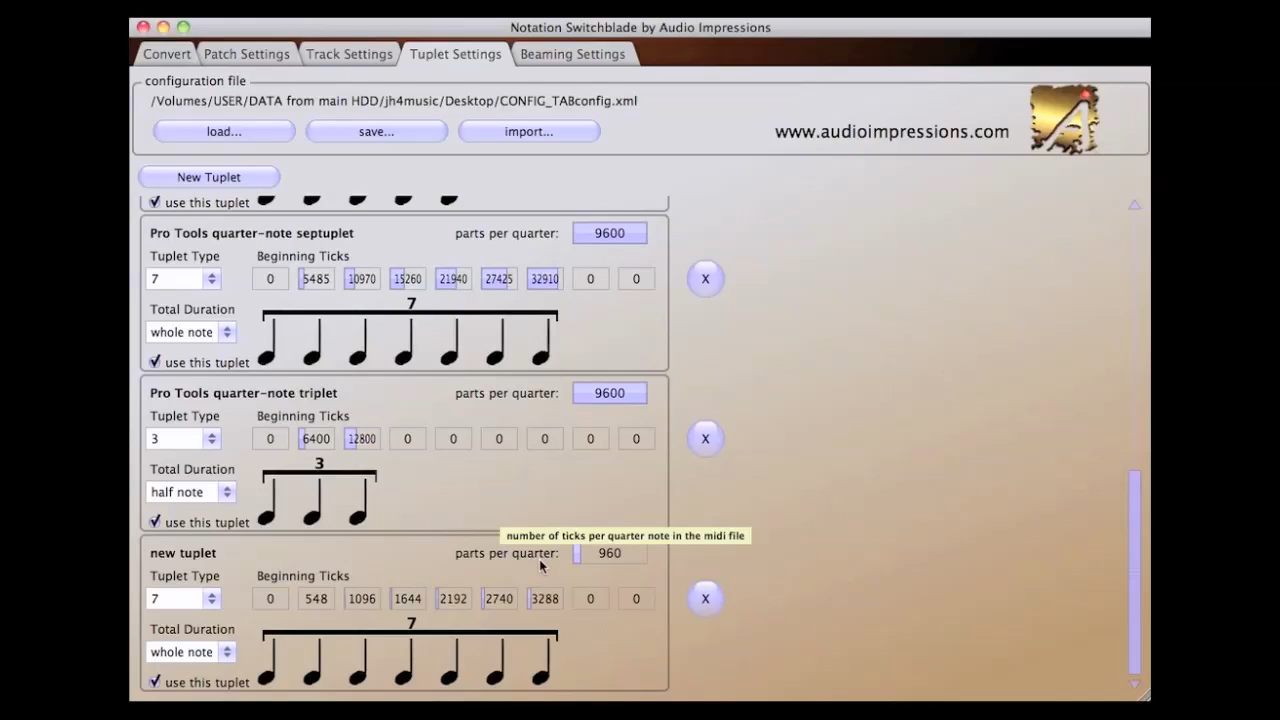 Notation Switchblade by Audio Impressions
Convert Patch Settings Track Settings Tuplet Settings Beaming Settings
configuration file
/Volumes/USER/DATA from main HDD/jh4music/Desktop/CONFIG_TABconfig.xml
load... save... import... www.audioimpressions.com
New Tuplet
use this tuplet
Pro Tools quarter-note septuplet parts per quarter: 9600
Tuplet Type Beginning Ticks
7 0 5485 10970 15260 21940 27425 32910 0 0 X
Total Duration 7
whole note
use this tuplet
Pro Tools quarter-note triplet parts per quarter: 9600
Tuplet Type Beginning Ticks
3 0 6400 12800 0 0 0 0 0 0 X
Total Duration 3
half note
use this tuplet
number of ticks per quarter note in the midi file
new tuplet parts per quarter: 960
Tuplet Type Beginning Ticks
7 0 548 1096 1644 2192 2740 3288 0 0 X
Total Duration 7
whole note
use this tuplet